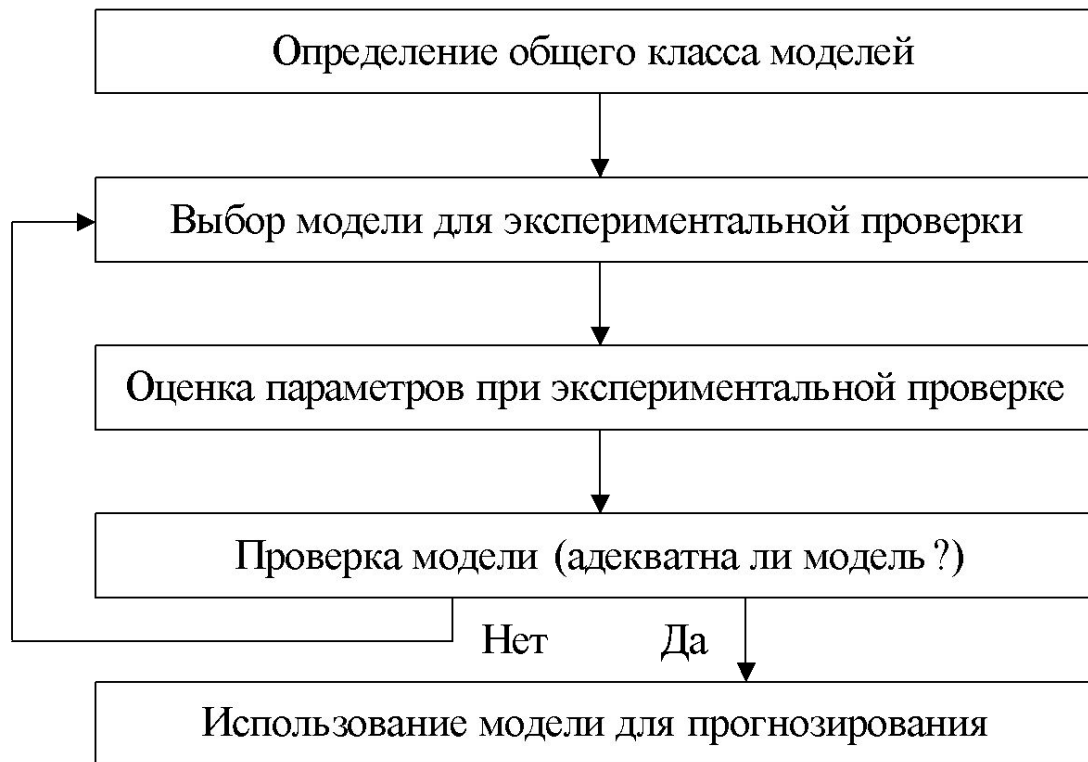 Определение общего класса моделей
Выбор модели для экспериментальной проверки
Оценка параметров при экспериментальной проверке
Проверка модели (адекватна ли модель?)
Нет Да
Использование модели для прогнозирования